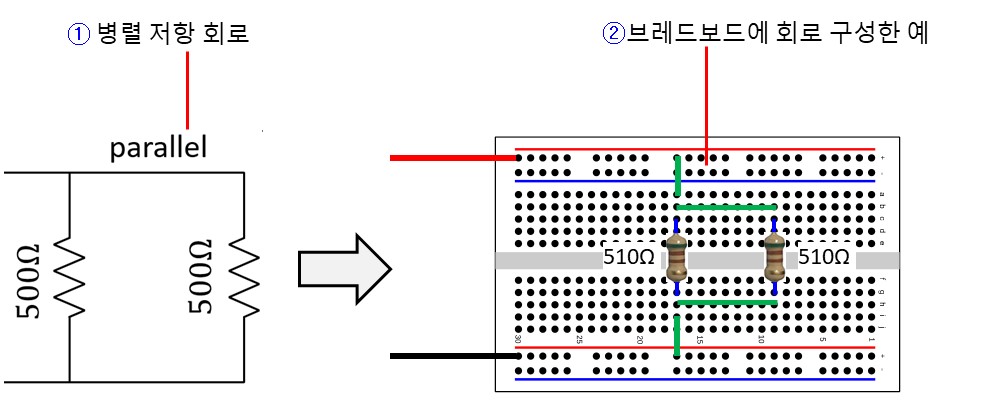 ① 병렬 저항 회로
②브레드보드에 회로 구성한 예
parallel
500Ω
500Ω
510Ω
510Ω
+
-
a
b
c
d
e
f
g
h
i
j
30
25
20
15
10
5
1
+
-